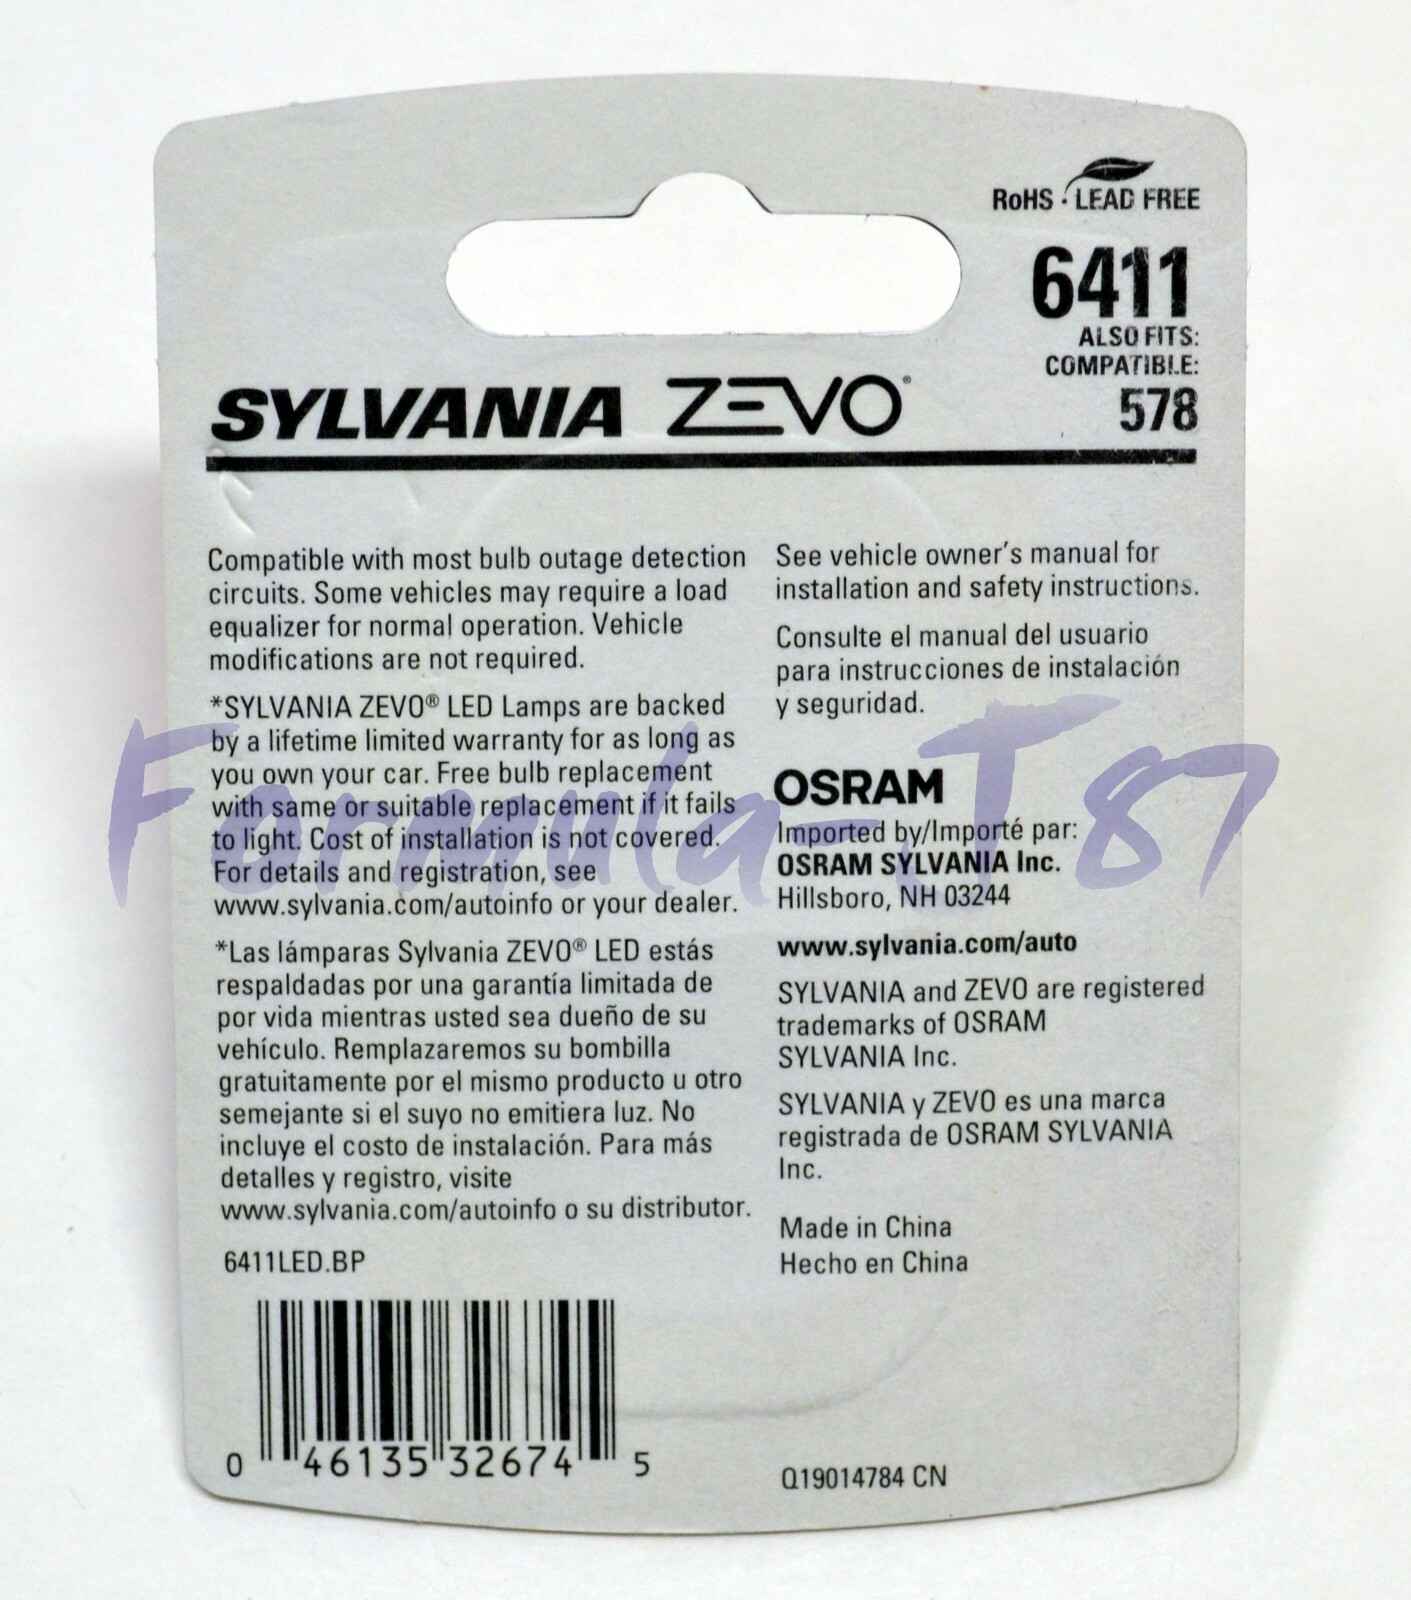 RoHS · LEAD FREE
6411
ALSO FITS:
COMPATIBLE:
578
SYLVANIA ZEVO®
Compatible with most bulb outage detection
circuits. Some vehicles may require a load
equalizer for normal operation. Vehicle
modifications are not required.
*SYLVANIA ZEVO® LED Lamps are backed
by a lifetime limited warranty for as long as
you own your car. Free bulb replacement
with same or suitable replacement if it fails
to light. Cost of installation is not covered.
For details and registration, see
www.sylvania.com/autoinfo or your dealer.
*Las lámparas Sylvania ZEVO® LED estás
respaldadas por una garantía limitada de
por vida mientras usted sea dueño de su
vehículo. Remplazaremos su bombilla
gratuitamente por el mismo producto u otro
semejante si el suyo no emitiera luz. No
incluye el costo de instalación. Para más
detalles y registro, visite
www.sylvania.com/autoinfo o su distributor.
6411LED.BP
0 46135 32674 5
See vehicle owner's manual for
installation and safety instructions.
Consulte el manual del usuario
para instrucciones de instalación
y seguridad.
OSRAM
Imported by/Importé par:
OSRAM SYLVANIA Inc.
Hillsboro, NH 03244
www.sylvania.com/auto
SYLVANIA and ZEVO are registered
trademarks of OSRAM
SYLVANIA Inc.
SYLVANIA y ZEVO es una marca
registrada de OSRAM SYLVANIA
Inc.
Made in China
Hecho en China
Q19014784 CN
Formula-T87